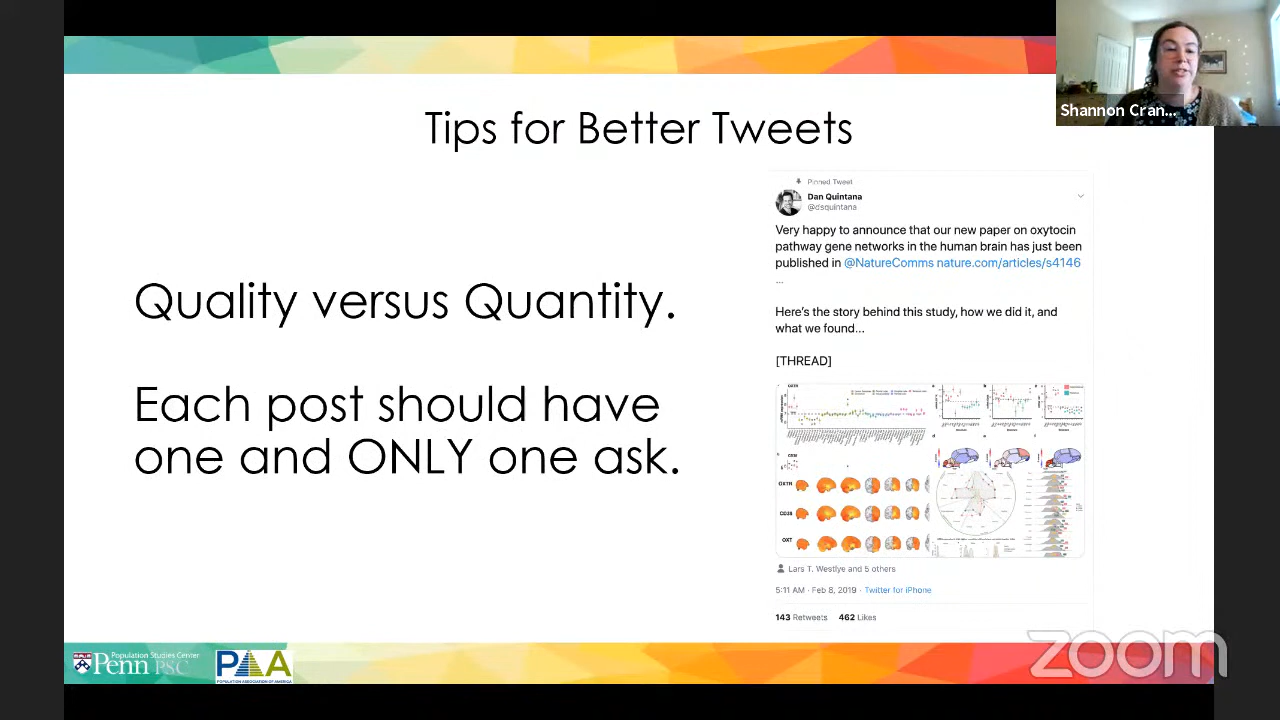 Shannon Cran...
Tips for Better Tweets
Quality versus Quantity.
Each post should have
one and ONLY one ask.
Pinned Tweet
Dan Quintana
@dsquintana
Very happy to announce that our new paper on oxytocin
pathway gene networks in the human brain has just been
published in @NatureComms nature.com/articles/s4146
...
Here's the story behind this study, how we did it, and
what we found...
[THREAD]
OXTR
CD38
OXT
Lars T. Westlye and 5 others
5:11 AM · Feb 8, 2019 · Twitter for iPhone
143 Retweets 462 Likes
Population Studies Center
Penn PSC
PAA
POPULATION ASSOCIATION OF AMERICA
zoom